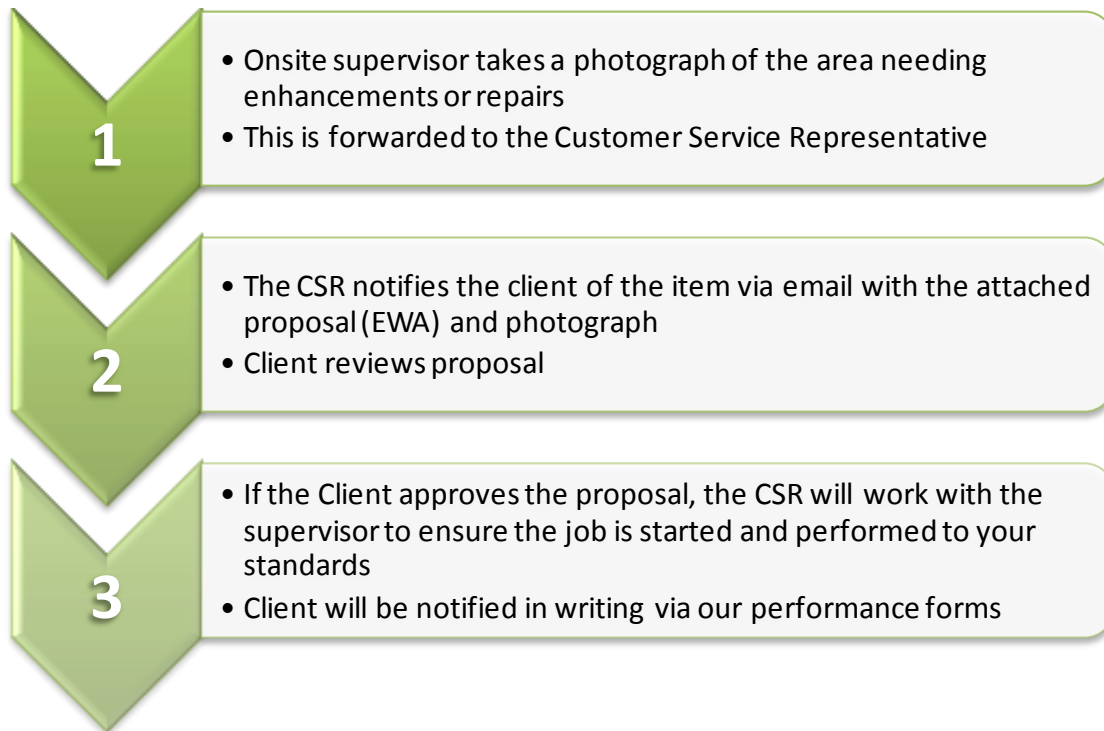 1
• Onsite supervisor takes a photograph of the area needing
enhancements or repairs
• This is forwarded to the Customer Service Representative
2
• The CSR notifies the client of the item via email with the attached
proposal (EWA) and photograph
• Client reviews proposal
3
• If the Client approves the proposal, the CSR will work with the
supervisor to ensure the job is started and performed to your
standards
• Client will be notified in writing via our performance forms